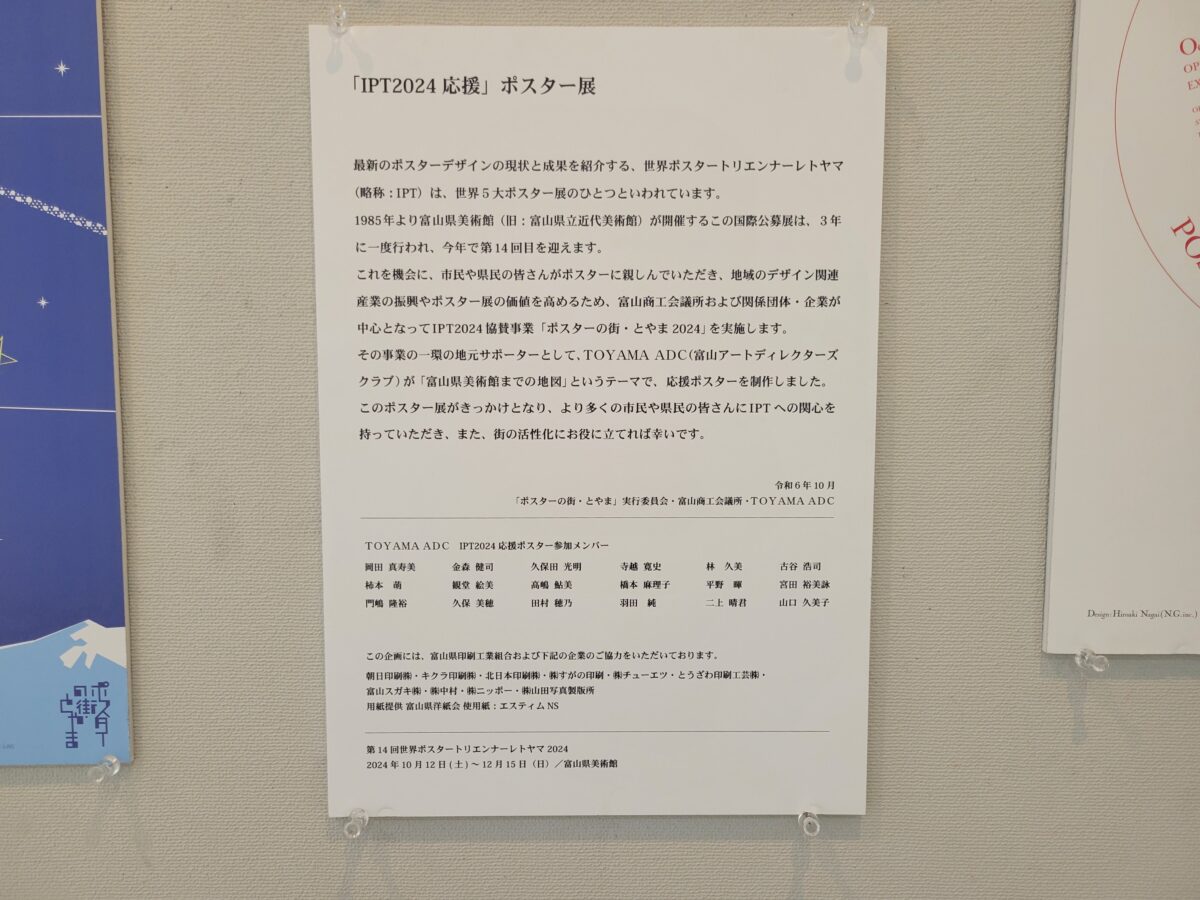 「IPT2024 応援」ポスター展
最新のポスターデザインの現状と成果を紹介する、世界ポスタートリエンナーレトヤマ
（略称：IPT）は、世界５大ポスター展のひとつといわれています。
1985年より富山県美術館（旧：富山県立近代美術館）が開催するこの国際公募展は、３年
に一度行われ、今年で第14回目を迎えます。
これを機会に、市民や県民の皆さんがポスターに親しんでいただき、地域のデザイン関連
産業の振興やポスター展の価値を高めるため、富山商工会議所および関係団体・企業が
中心となってIPT2024 協賛事業「ポスターの街・とやま 2024」を実施します。
その事業の一環の地元サポーターとして、TOYAMA ADC（富山アートディレクターズ
クラブ）が「富山県美術館までの地図」というテーマで、応援ポスターを制作しました。
このポスター展がきっかけとなり、より多くの市民や県民の皆さんにIPTへの関心を
持っていただき、また、街の活性化にお役に立てれば幸いです。
令和６年10月
「ポスターの街・とやま」実行委員会・富山商工会議所・TOYAMA ADC
TOYAMA ADC　IPT2024 応援ポスター参加メンバー
岡田 真寿美　金森 健司　久保田 光明　寺越 寛史　林　久美　古谷 浩司
柿本　萌　観堂 絵美　高嶋 鮎美　橋本 麻理子　平野　暉　宮田 裕美詠
門嶋 隆裕　久保 美穂　田村 穂乃　羽田　純　二上 晴君　山口 久美子
この企画には、富山県印刷工業組合および下記の企業のご協力をいただいております。
朝日印刷㈱・キクラ印刷㈱・北日本印刷㈱・㈱すがの印刷・㈱チューエツ・とうざわ印刷工芸㈱・
富山スガキ㈱・㈱中村・㈱ニッポー・㈱山田写真製版所
用紙提供 富山県洋紙会 使用紙：エスティム NS
第14回世界ポスタートリエンナーレトヤマ 2024
2024年10月12日(土)～12月15日（日）／富山県美術館
ポスター
の街・
とやま
Design:Hiroaki Nagai(N.G.inc.)